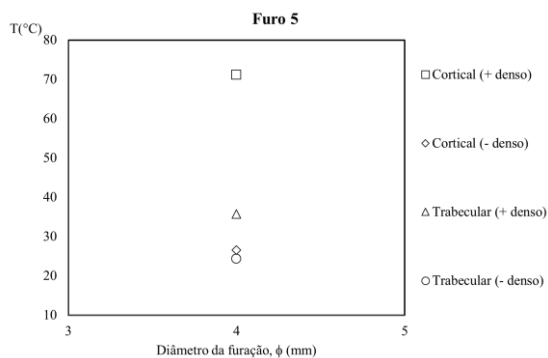 Furo 5
T(°C)
80
70
60
50
40
30
20
10
3
4
5
Diâmetro da furação, ϕ (mm)
Cortical (+ denso)
Cortical (- denso)
Trabecular (+ denso)
Trabecular (- denso)